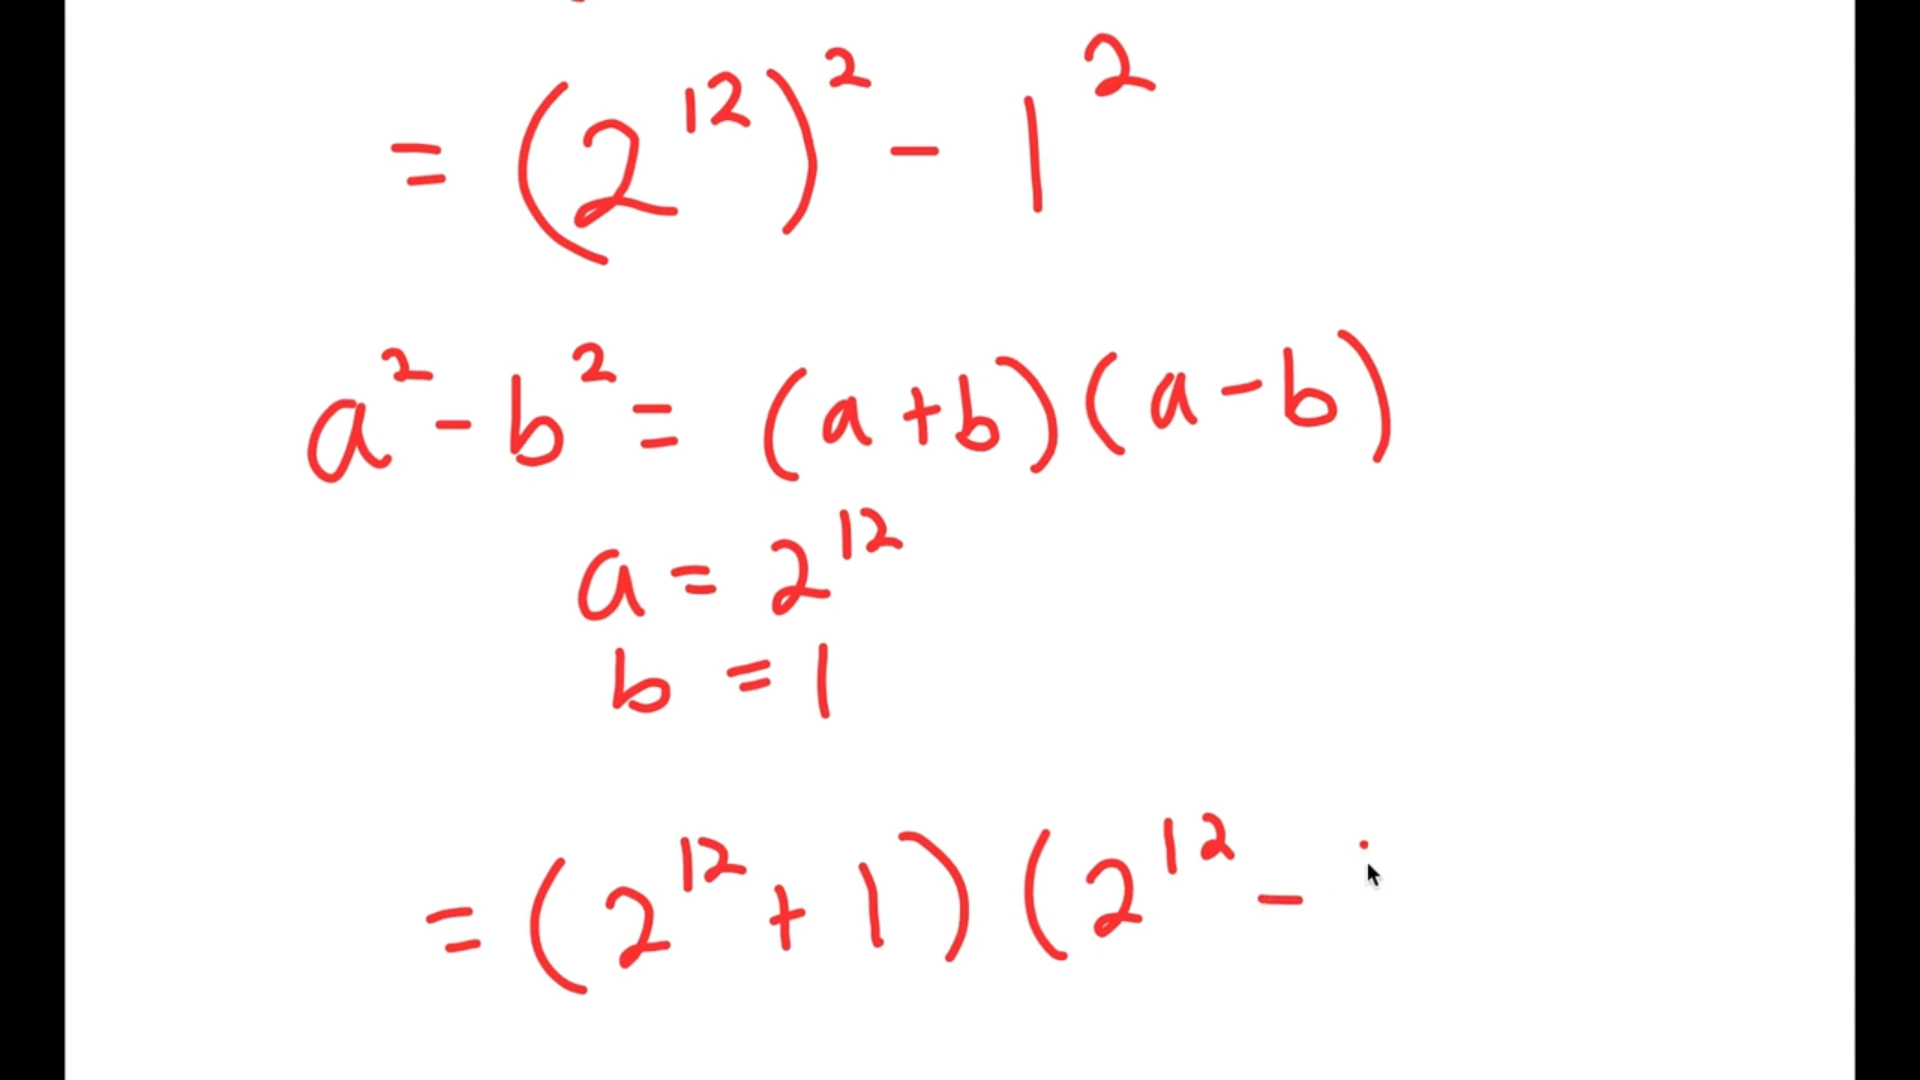 = (2¹²)² - 1²
a² - b² = (a + b)(a - b)
a = 2¹²
b = 1
= (2¹² + 1)(2¹² -